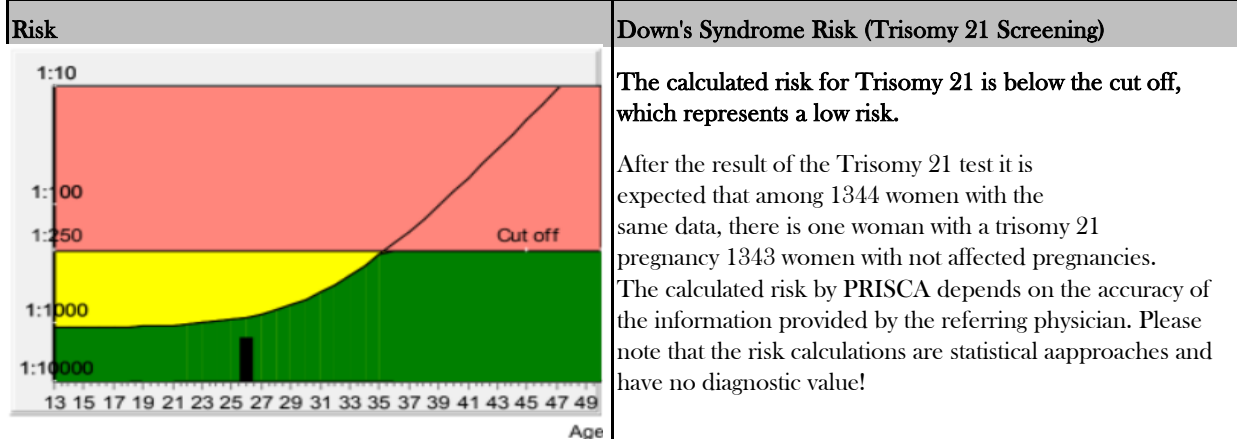 Risk
1:10
1:100
1:250
Cut off
1:1000
1:10000
13 15 17 19 21 23 25 27 29 31 33 35 37 39 41 43 45 47 49
Age
Down's Syndrome Risk (Trisomy 21 Screening)
The calculated risk for Trisomy 21 is below the cut off,
which represents a low risk.
After the result of the Trisomy 21 test it is
expected that among 1344 women with the
same data, there is one woman with a trisomy 21
pregnancy 1343 women with not affected pregnancies.
The calculated risk by PRISCA depends on the accuracy of
the information provided by the referring physician. Please
note that the risk calculations are statistical aapproaches and
have no diagnostic value!